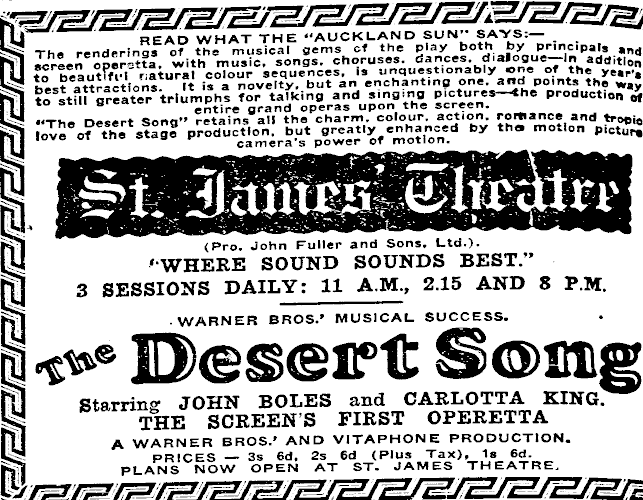 READ WHAT THE "AUCKLAND SUN" SAYS:—
The renderings of the musical gems of the play both by principals and
screen operetta, with music, songs, choruses, dances, dialogue—in addition
to beautiful natural colour sequences, is unquestionably one of the year's
best attractions. It is a novelty, but an enchanting one, and points the way
to still greater triumphs for talking and singing pictures—the production of
entire grand operas upon the screen.
"The Desert Song" retains all the charm, colour, action, romance and tropic
love of the stage production, but greatly enhanced by the motion picture
camera's power of motion.
St. James' Theatre
(Pro. John Fuller and Sons, Ltd.).
"WHERE SOUND SOUNDS BEST."
3 SESSIONS DAILY: 11 A.M., 2.15 AND 8 P.M.
WARNER BROS.' MUSICAL SUCCESS.
The Desert Song
Starring JOHN BOLES and CARLOTTA KING.
THE SCREEN'S FIRST OPERETTA
A WARNER BROS.' AND VITAPHONE PRODUCTION.
PRICES — 3s 6d, 2s 6d (Plus Tax), 1s 6d.
PLANS NOW OPEN AT ST. JAMES THEATRE.